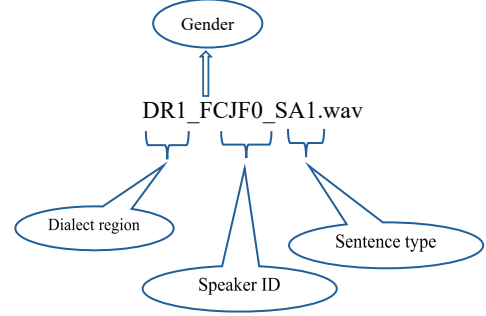 Gender
DR1_FCJF0_SA1.wav
Dialect region
Speaker ID
Sentence type